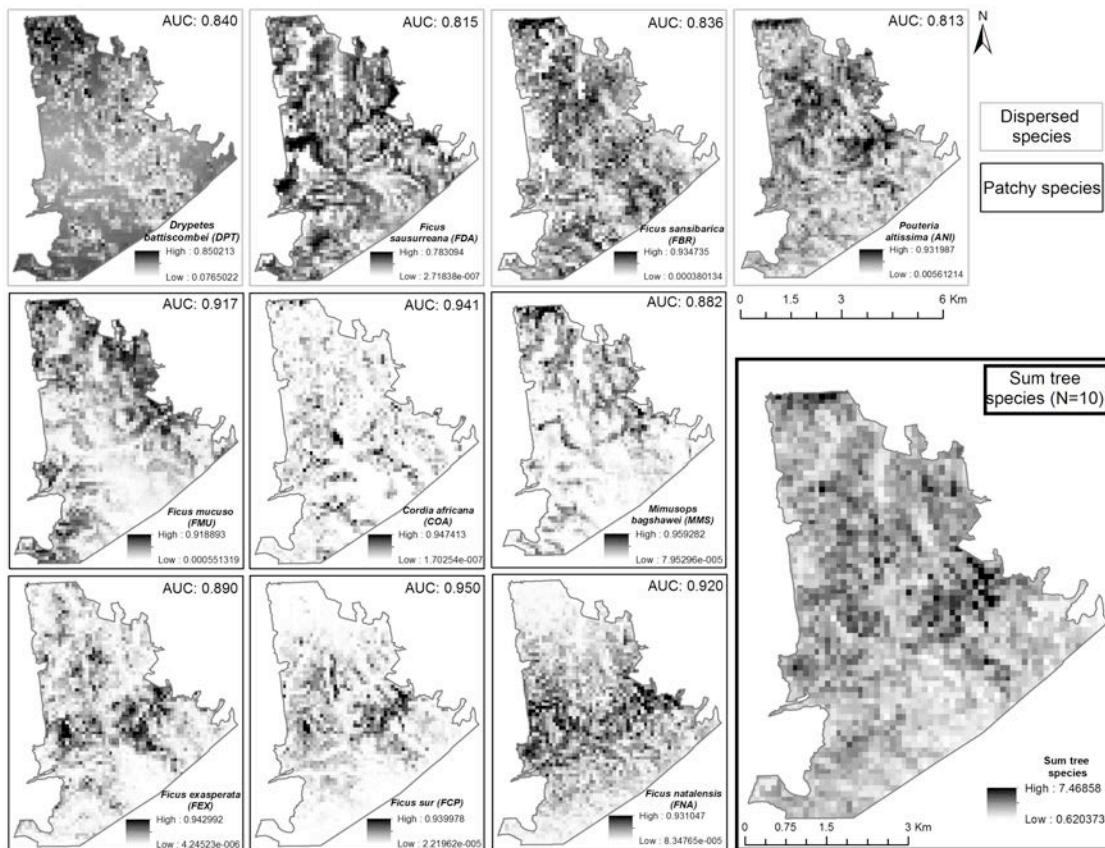 AUC: 0.840
Drypetes
battiscombei (DPT)
High : 0.850213
Low : 0.0765022
AUC: 0.815
Ficus
sausurreana (FDA)
High : 0.783094
Low : 2.71838e-007
AUC: 0.836
Ficus sansibarica
(FBR)
High : 0.934735
Low : 0.000380134
AUC: 0.813
Pouteria
altissima (ANI)
High : 0.931987
Low : 0.00561214
N
Dispersed
species
Patchy species
0 1.5 3 6 Km
AUC: 0.917
Ficus mucuso
(FMU)
High : 0.918893
Low : 0.000551319
AUC: 0.941
Cordia africana
(COA)
High : 0.947413
Low : 1.70254e-007
AUC: 0.882
Mimusops
bagshawei (MMS)
High : 0.959282
Low : 7.95296e-005
AUC: 0.890
Ficus exasperata
(FEX)
High : 0.942992
Low : 4.24523e-006
AUC: 0.950
Ficus sur (FCP)
High : 0.939978
Low : 2.21962e-005
AUC: 0.920
Ficus natalensis
(FNA)
High : 0.931047
Low : 8.34765e-005
Sum tree
species (N=10)
Sum tree
species
High : 7.46858
Low : 0.620373
0 0.75 1.5 3 Km